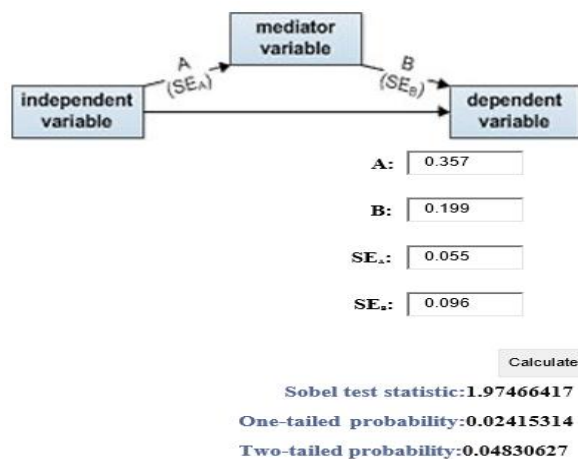 mediator
variable
A
(SEA)
B
(SEB)
independent
variable
dependent
variable
A: 0.357
B: 0.199
SEA: 0.055
SEB: 0.096
Calculate
Sobel test statistic:1.97466417
One-tailed probability:0.02415314
Two-tailed probability:0.04830627